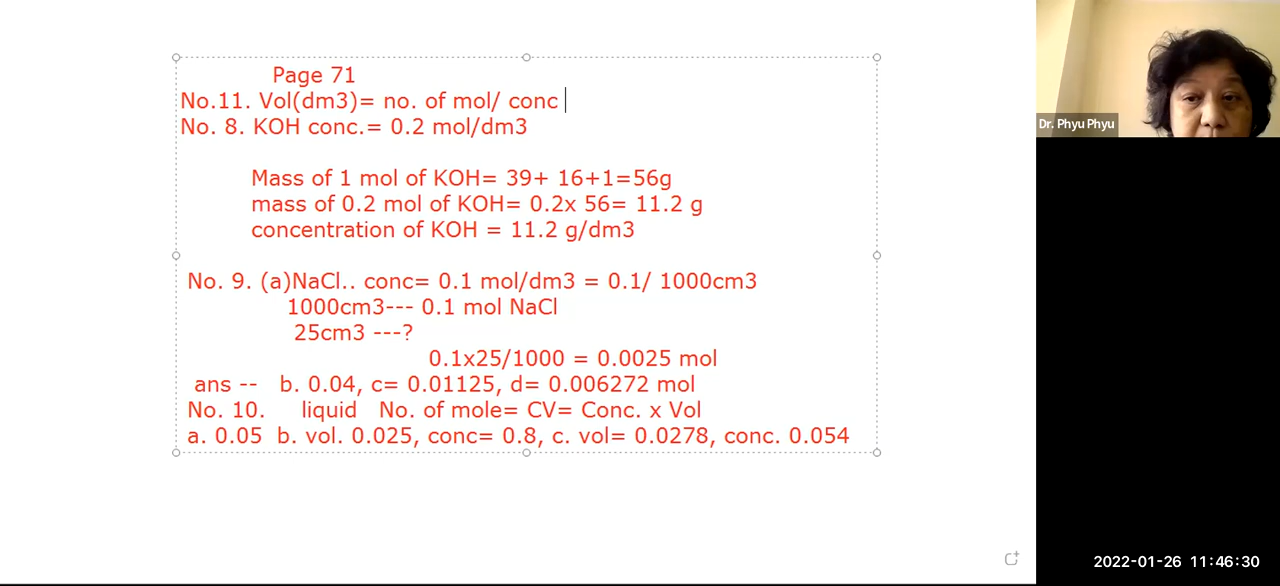 Page 71
No.11. Vol(dm3)= no. of mol/ conc
No. 8. KOH conc.= 0.2 mol/dm3
Mass of 1 mol of KOH= 39+ 16+1=56g
mass of 0.2 mol of KOH= 0.2x 56= 11.2 g
concentration of KOH = 11.2 g/dm3
No. 9. (a)NaCl.. conc= 0.1 mol/dm3 = 0.1/ 1000cm3
1000cm3--- 0.1 mol NaCl
25cm3 ---?
0.1x25/1000 = 0.0025 mol
ans -- b. 0.04, c= 0.01125, d= 0.006272 mol
No. 10. liquid No. of mole= CV= Conc. x Vol
a. 0.05 b. vol. 0.025, conc= 0.8, c. vol= 0.0278, conc. 0.054
Dr. Phyu Phyu
2022-01-26 11:46:30